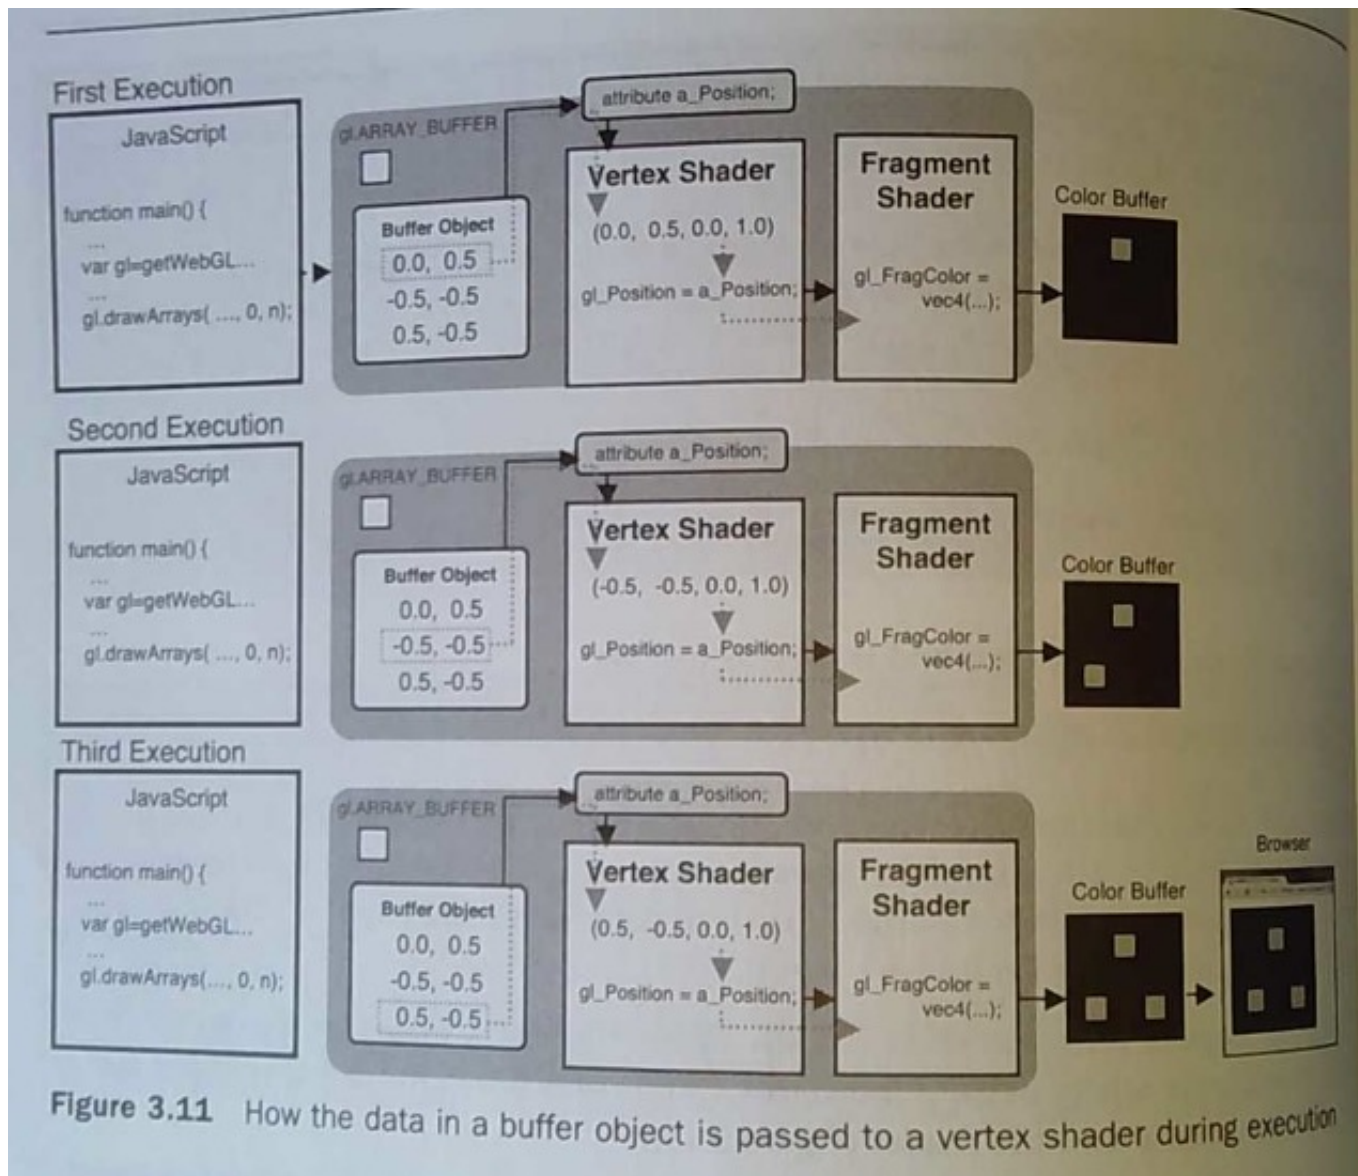 First Execution
JavaScript
function main() {
...
var gl=getWebGL...
...
gl.drawArrays( ..., 0, n);
gl.ARRAY_BUFFER
Buffer Object
0.0, 0.5
-0.5, -0.5
0.5, -0.5
attribute a_Position;
Vertex Shader
(0.0, 0.5, 0.0, 1.0)
gl_Position = a_Position;
Fragment
Shader
gl_FragColor =
vec4(...);
Color Buffer
Second Execution
JavaScript
function main() {
...
var gl=getWebGL...
...
gl.drawArrays( ..., 0, n);
gl.ARRAY_BUFFER
Buffer Object
0.0, 0.5
-0.5, -0.5
0.5, -0.5
attribute a_Position;
Vertex Shader
(-0.5, -0.5, 0.0, 1.0)
gl_Position = a_Position;
Fragment
Shader
gl_FragColor =
vec4(...);
Color Buffer
Third Execution
JavaScript
function main() {
...
var gl=getWebGL...
...
gl.drawArrays(..., 0, n);
gl.ARRAY_BUFFER
Buffer Object
0.0, 0.5
-0.5, -0.5
0.5, -0.5
attribute a_Position;
Vertex Shader
(0.5, -0.5, 0.0, 1.0)
gl_Position = a_Position;
Fragment
Shader
gl_FragColor =
vec4(...);
Color Buffer
Browser
Figure 3.11 How the data in a buffer object is passed to a vertex shader during execution